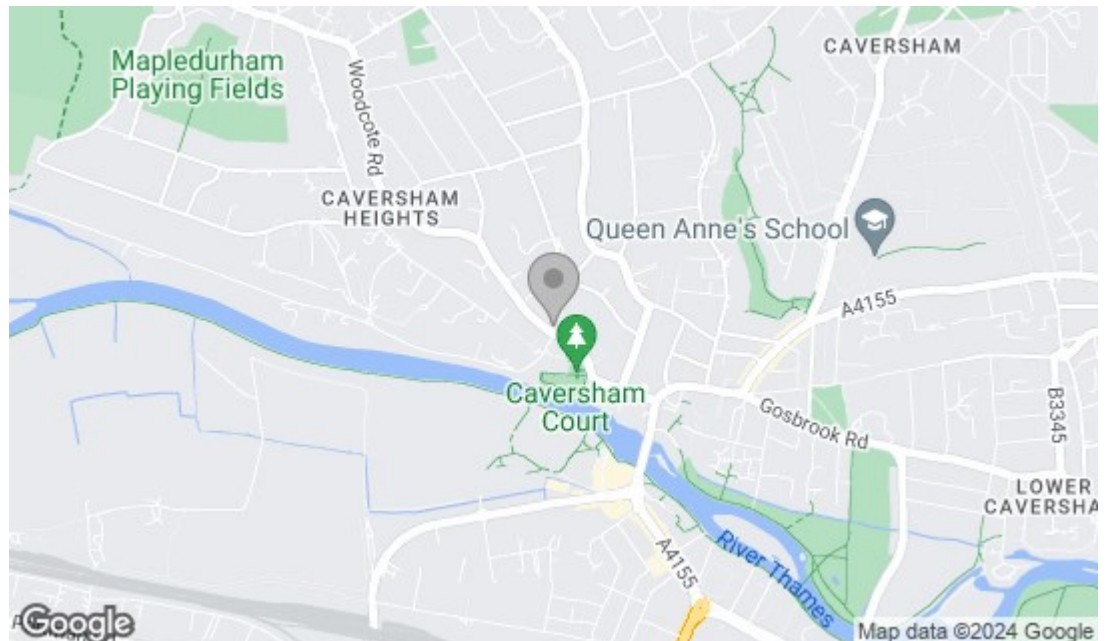 CAVERSHAM
Mapledurham
Playing Fields
Woodcote Rd
CAVERSHAM
HEIGHTS
Queen Anne's School
A4155
Caversham
Court
B3345
Gosbrook Rd
LOWER
CAVERSHA
A4155
River Thames
Google
Map data ©2024 Google